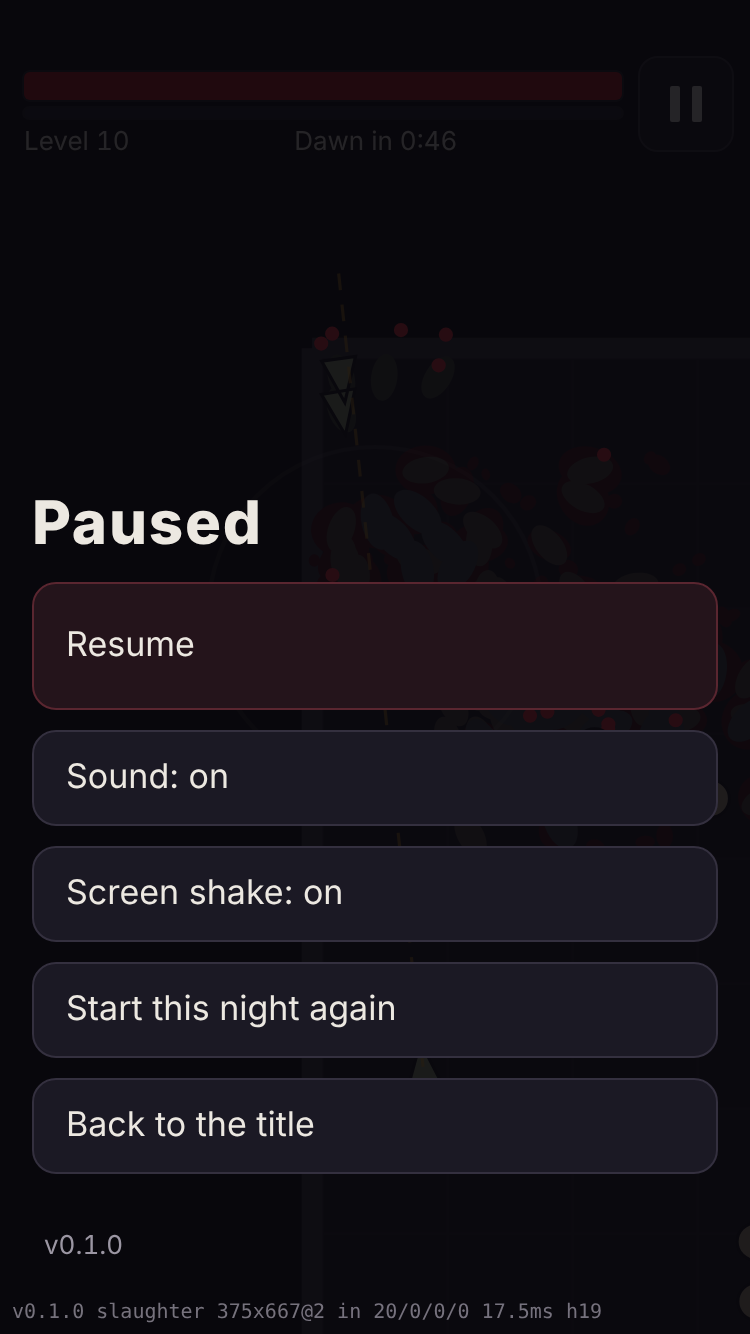 Level 10 Dawn in 0:46
Paused
Resume
Sound: on
Screen shake: on
Start this night again
Back to the title
v0.1.0
v0.1.0 slaughter 375x667@2 in 20/0/0/0 17.5ms h19